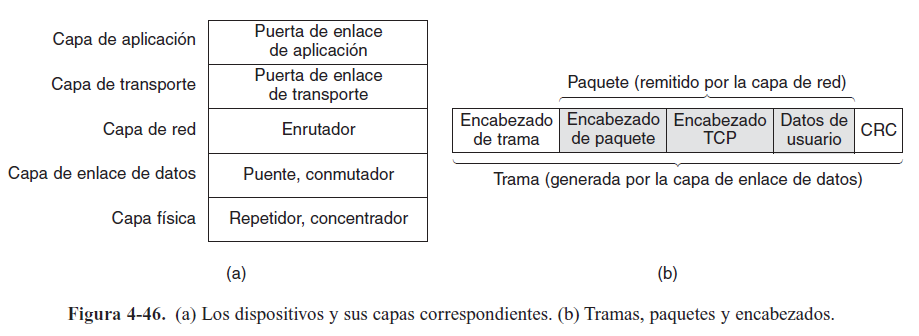 Capa de aplicación
Puerta de enlace
de aplicación
Capa de transporte
Puerta de enlace
de transporte
Capa de red
Enrutador
Capa de enlace de datos
Puente, conmutador
Capa física
Repetidor, concentrador
(a)
Paquete (remitido por la capa de red)
Encabezado
de trama
Encabezado
de paquete
Encabezado
TCP
Datos de
usuario
CRC
Trama (generada por la capa de enlace de datos)
(b)
Figura 4-46. (a) Los dispositivos y sus capas correspondientes. (b) Tramas, paquetes y encabezados.